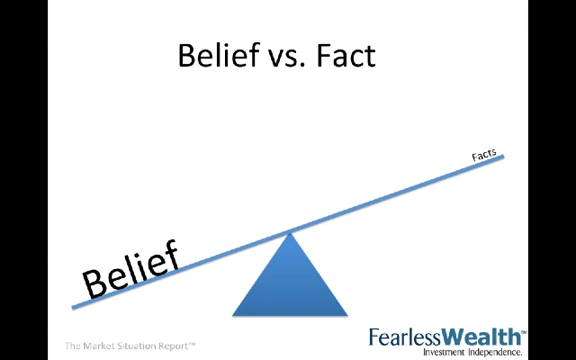 Belief vs. Fact
Facts
Belief
The Market Situation Report™
FearlessWealth™
Investment Independence.